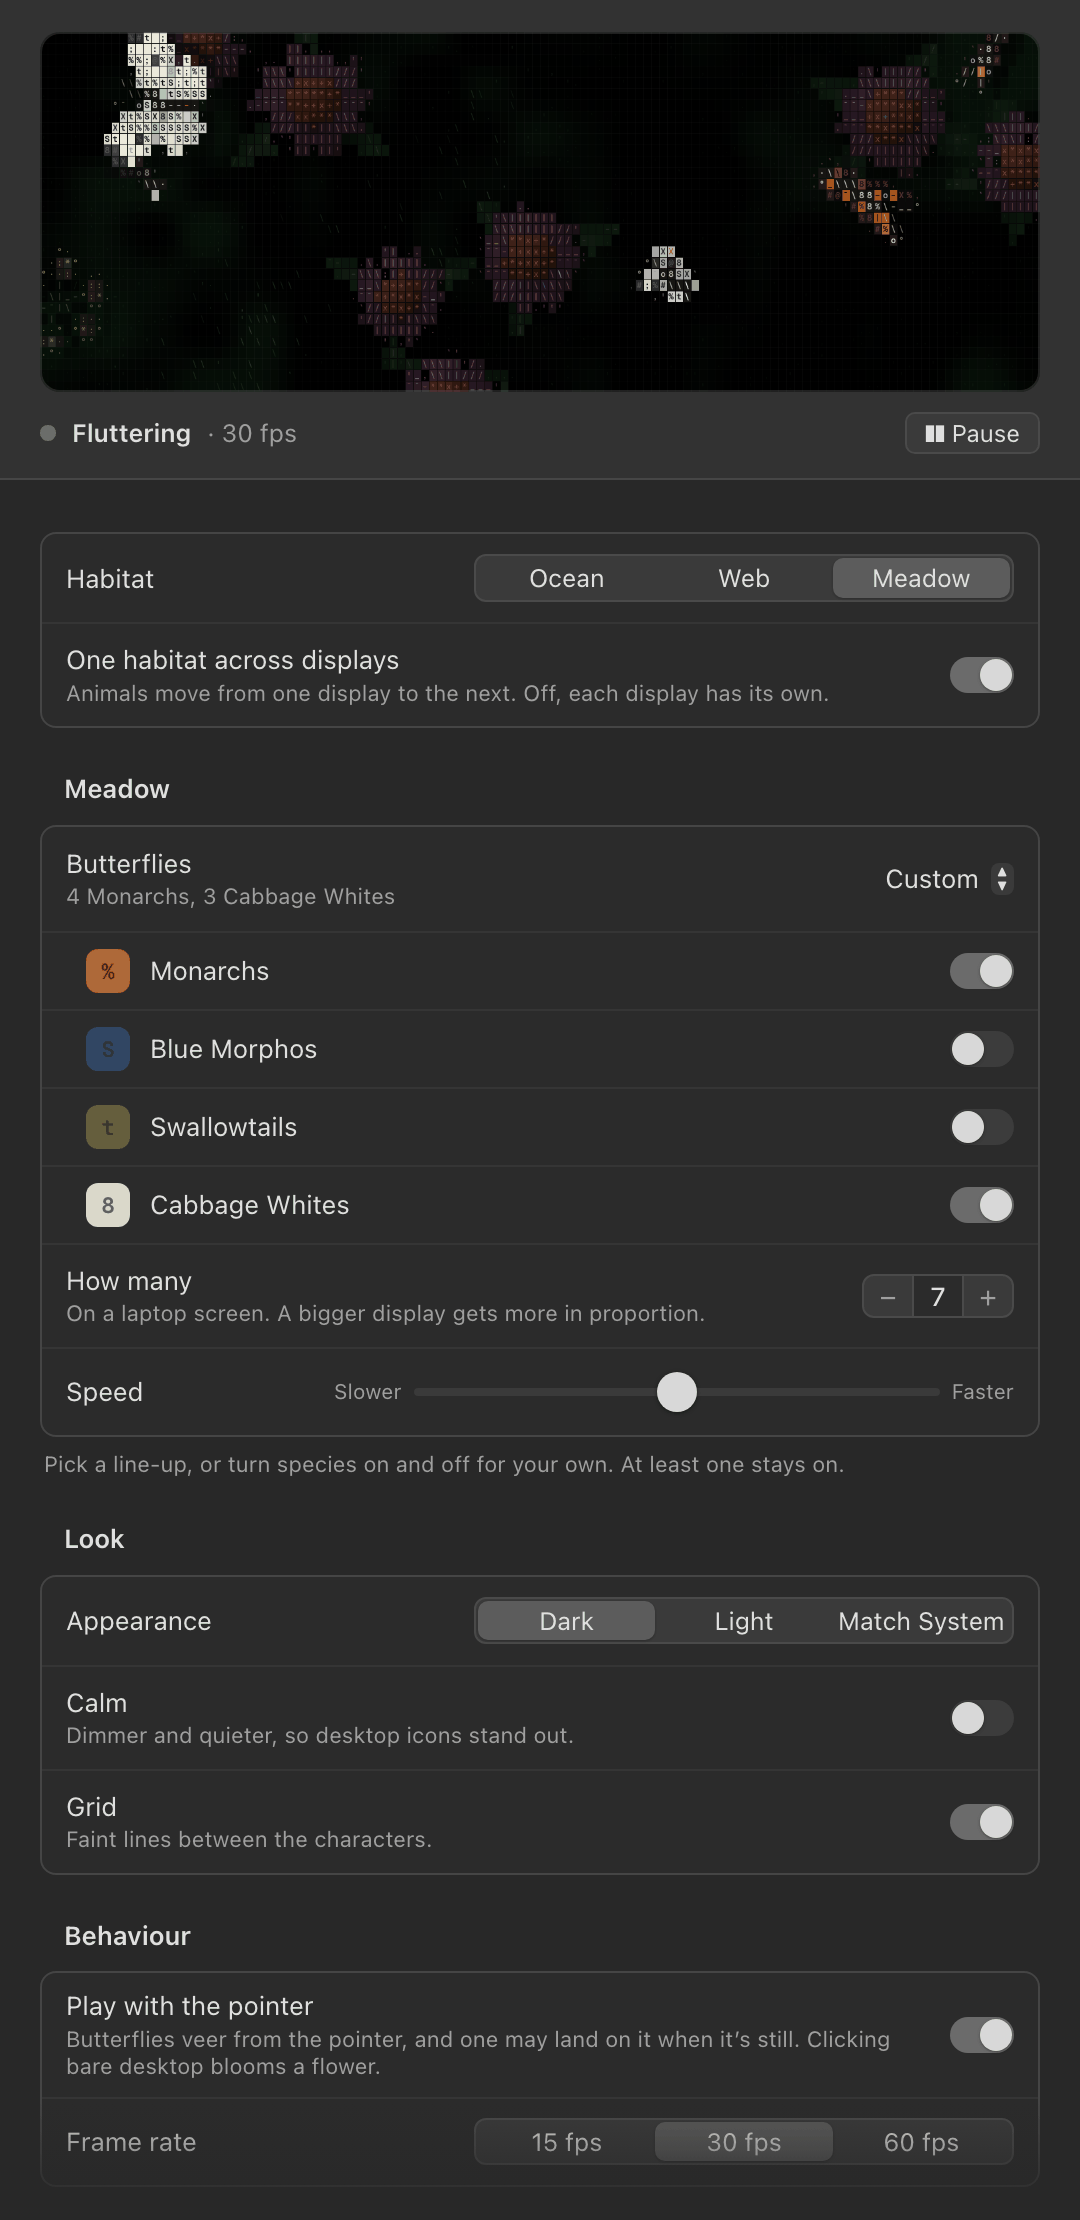 Fluttering · 30 fps
Pause
Habitat
Ocean Web Meadow
One habitat across displays
Animals move from one display to the next. Off, each display has its own.
Meadow
Butterflies
4 Monarchs, 3 Cabbage Whites
Custom
% Monarchs
S Blue Morphos
t Swallowtails
8 Cabbage Whites
How many
On a laptop screen. A bigger display gets more in proportion.
− 7 +
Speed
Slower Faster
Pick a line-up, or turn species on and off for your own. At least one stays on.
Look
Appearance
Dark Light Match System
Calm
Dimmer and quieter, so desktop icons stand out.
Grid
Faint lines between the characters.
Behaviour
Play with the pointer
Butterflies veer from the pointer, and one may land on it when it’s still. Clicking
bare desktop blooms a flower.
Frame rate
15 fps 30 fps 60 fps